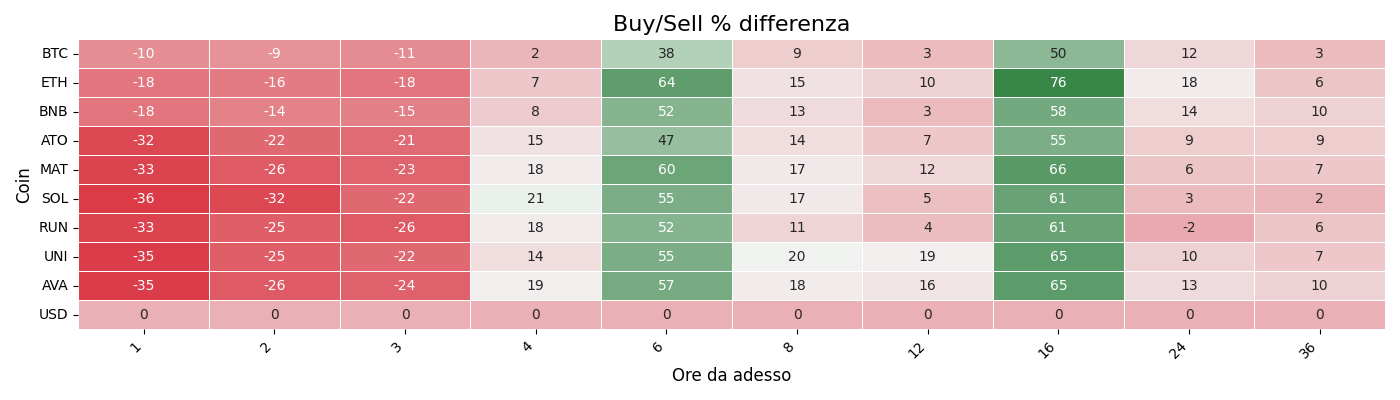 Buy/Sell % differenza
Coin
BTC -10 -9 -11 2 38 9 3 50 12 3
ETH -18 -16 -18 7 64 15 10 76 18 6
BNB -18 -14 -15 8 52 13 3 58 14 10
ATO -32 -22 -21 15 47 14 7 55 9 9
MAT -33 -26 -23 18 60 17 12 66 6 7
SOL -36 -32 -22 21 55 17 5 61 3 2
RUN -33 -25 -26 18 52 11 4 61 -2 6
UNI -35 -25 -22 14 55 20 19 65 10 7
AVA -35 -26 -24 19 57 18 16 65 13 10
USD 0 0 0 0 0 0 0 0 0 0
1 2 3 4 6 8 12 16 24 36
Ore da adesso